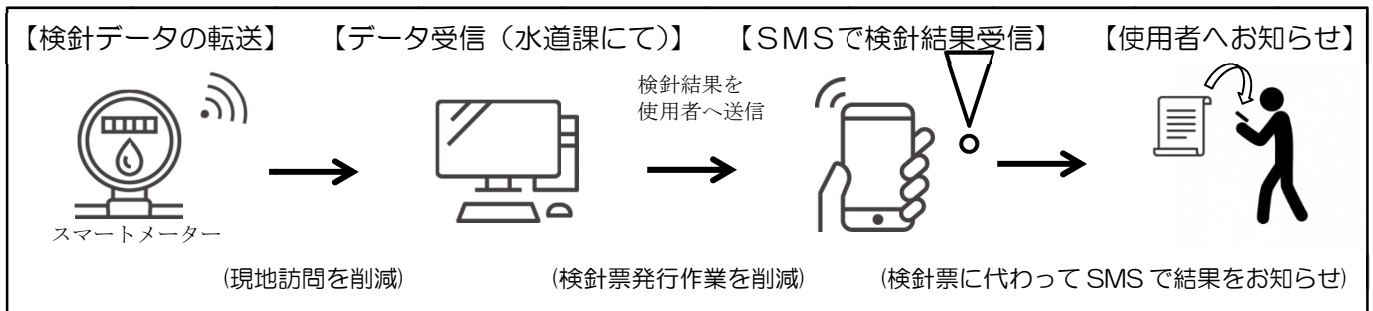 【検針データの転送】
【データ受信（水道課にて）】
【ＳＭＳで検針結果受信】
【使用者へお知らせ】
検針結果を
使用者へ送信
スマートメーター
(現地訪問を削減)
(検針票発行作業を削減)
(検針票に代わって SMS で結果をお知らせ)